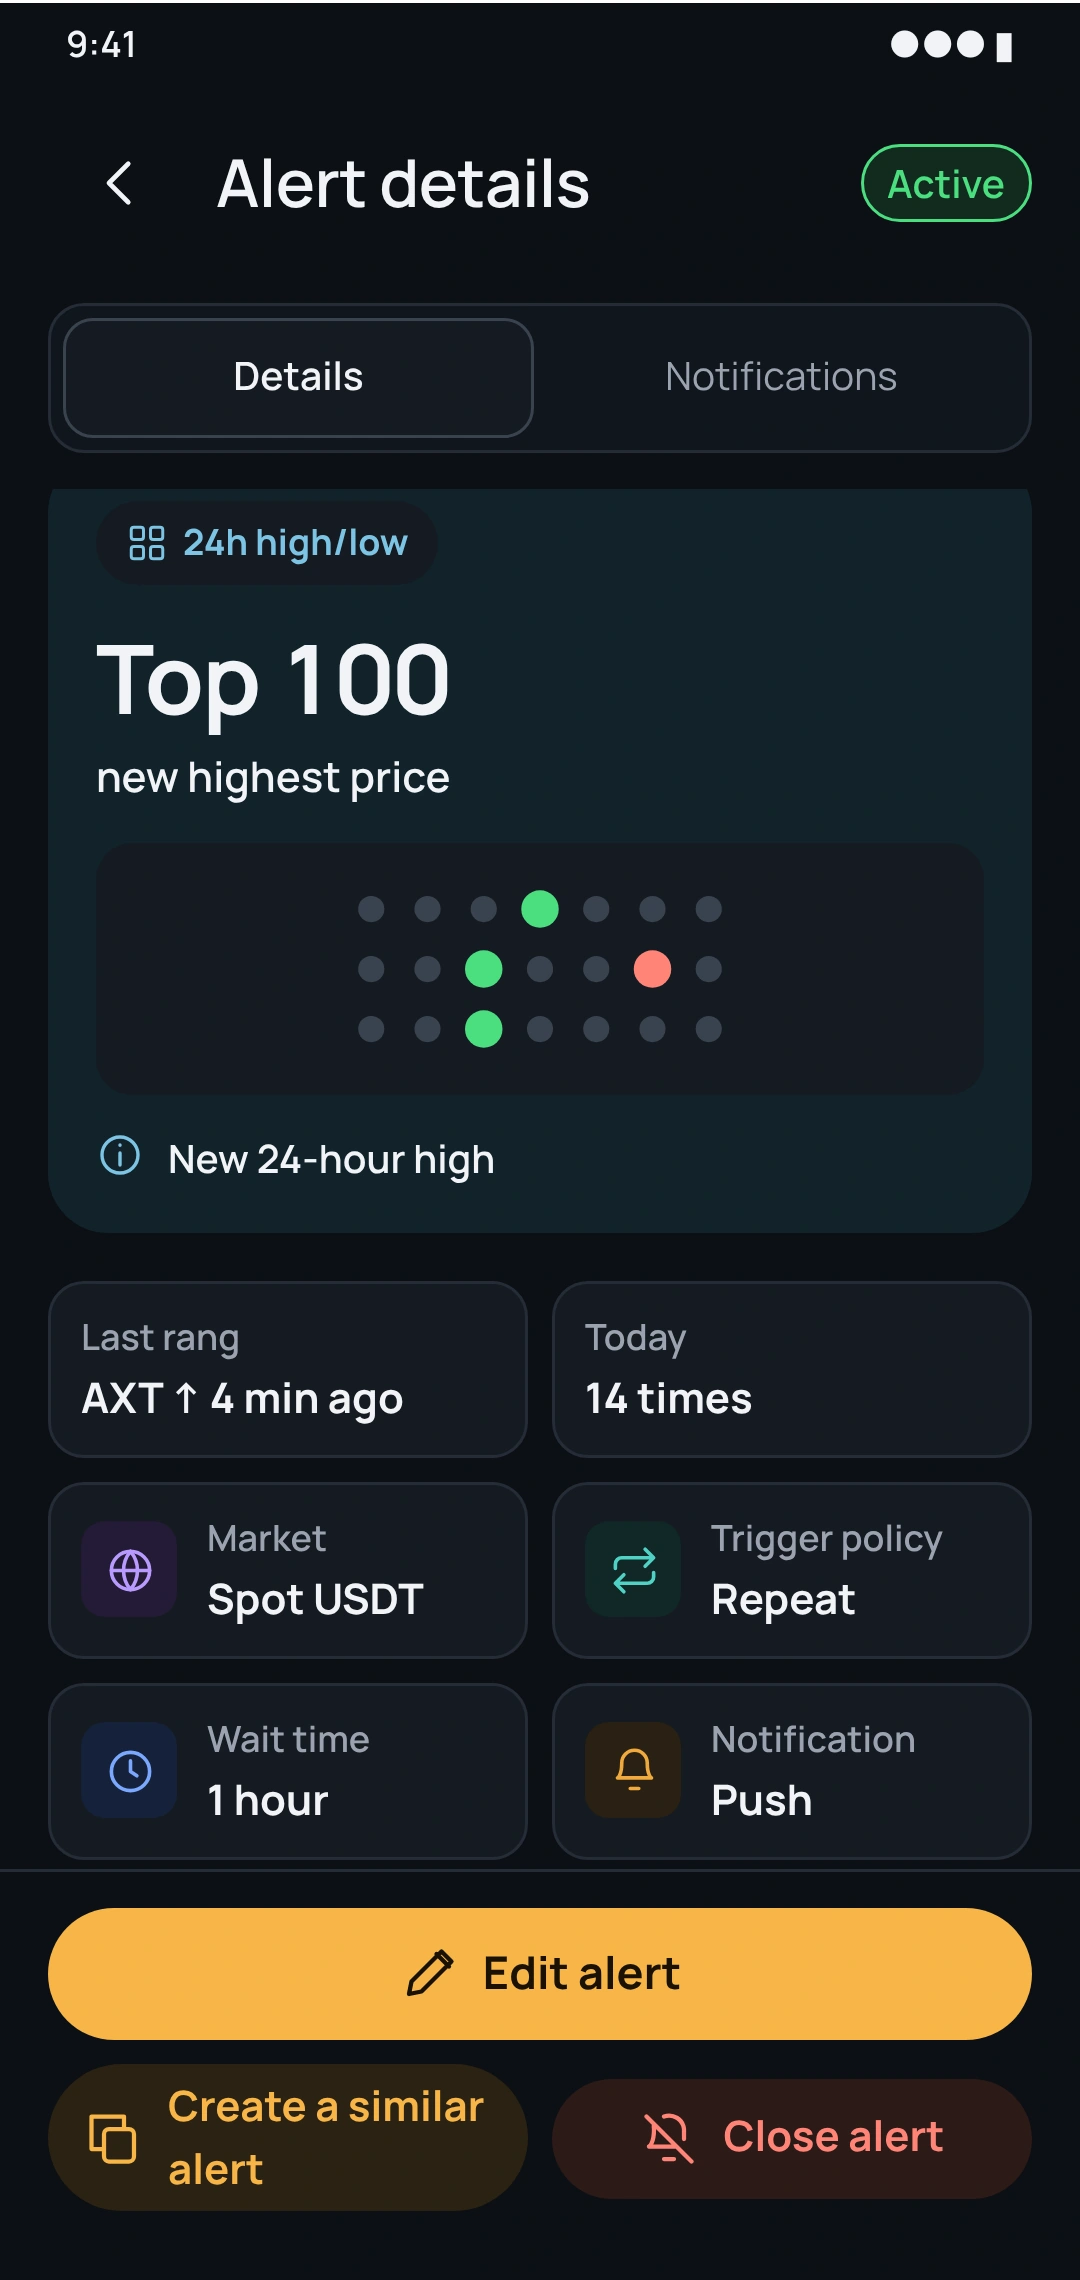 9:41
Alert details
Active
Details
Notifications
24h high/low
Top 100
new highest price
New 24-hour high
Last rang
AXT ↑ 4 min ago
Today
14 times
Market
Spot USDT
Trigger policy
Repeat
Wait time
1 hour
Notification
Push
Edit alert
Create a similar
alert
Close alert